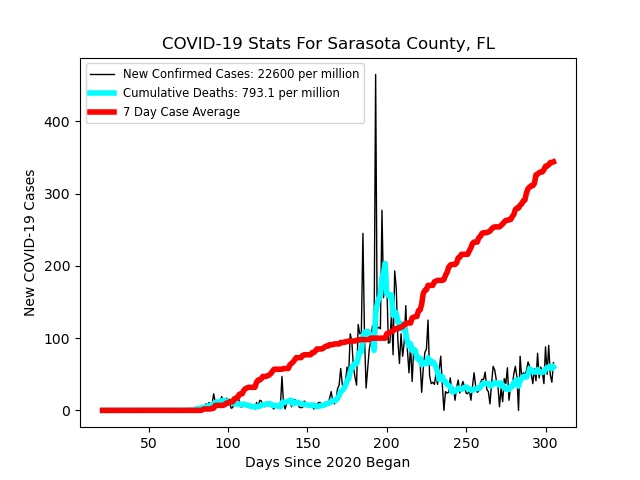 COVID-19 Stats For Sarasota County, FL
New Confirmed Cases: 22600 per million
Cumulative Deaths: 793.1 per million
7 Day Case Average
New COVID-19 Cases
400
300
200
100
0
50 100 150 200 250 300
Days Since 2020 Began